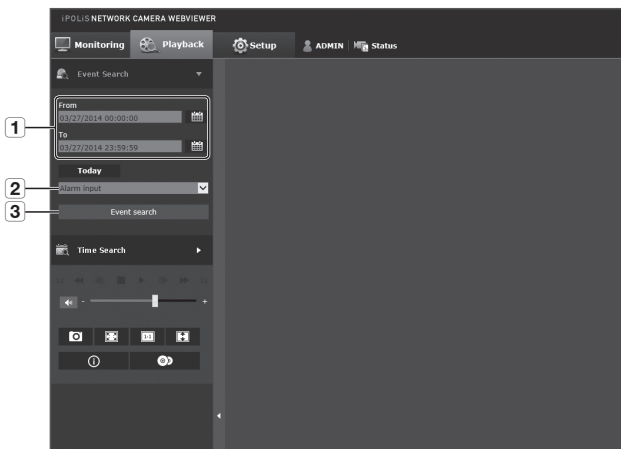 iPOLiS NETWORK CAMERA WEBVIEWER
Monitoring Playback Setup ADMIN Status
Event Search
From
1
03/27/2014 00:00:00
To
03/27/2014 23:59:59
Today
2
Alarm input
3
Event search
Time Search
- +
1:1